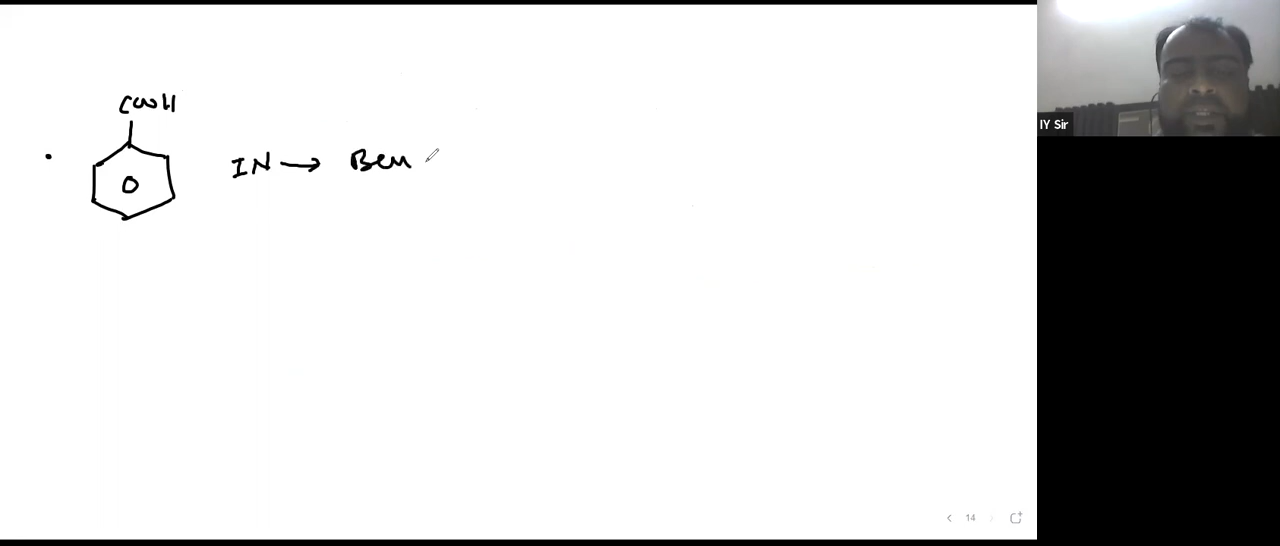 COOH
IN → Ben
IY Sir
14